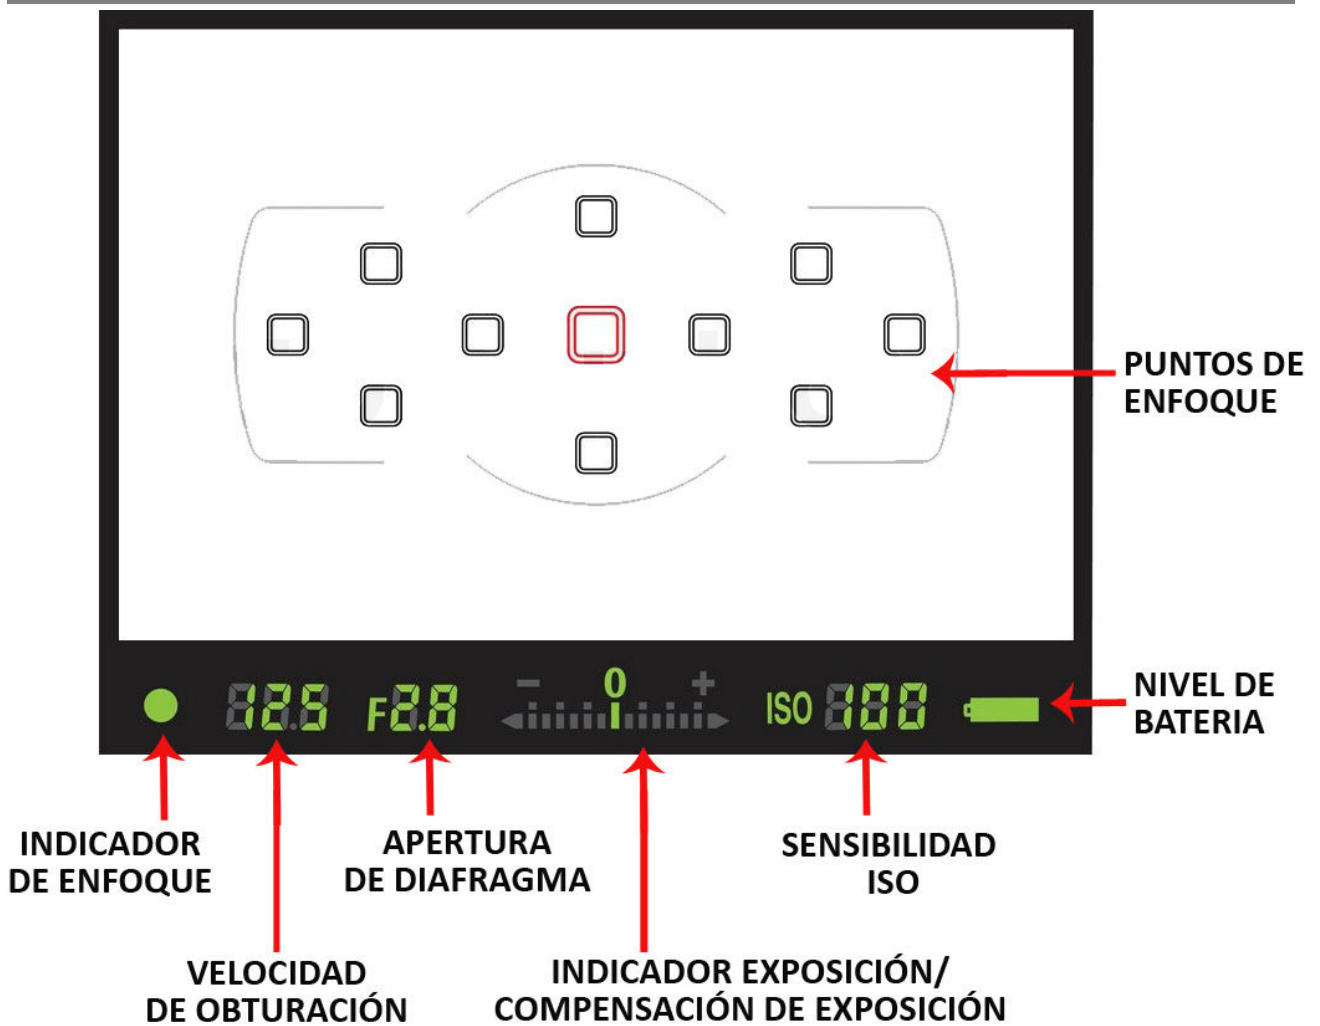 PUNTOS DE
ENFOQUE
125 F2.8 - 0 + ISO 100
NIVEL DE
BATERIA
INDICADOR
DE ENFOQUE
APERTURA
DE DIAFRAGMA
SENSIBILIDAD
ISO
VELOCIDAD
DE OBTURACIÓN
INDICADOR EXPOSICIÓN/
COMPENSACIÓN DE EXPOSICIÓN